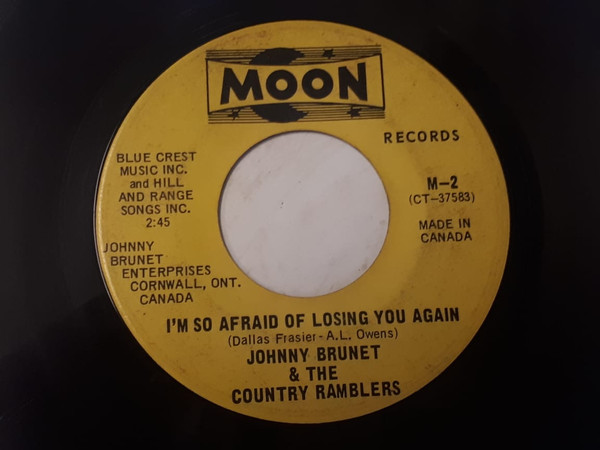 MOON
RECORDS
BLUE CREST
MUSIC INC.
and HILL
AND RANGE
SONGS INC.
2:45
M-2
(CT-37583)
MADE IN
CANADA
JOHNNY
BRUNET
ENTERPRISES
CORNWALL, ONT.
CANADA
I'M SO AFRAID OF LOSING YOU AGAIN
(Dallas Frasier - A.L. Owens)
JOHNNY BRUNET
& THE
COUNTRY RAMBLERS